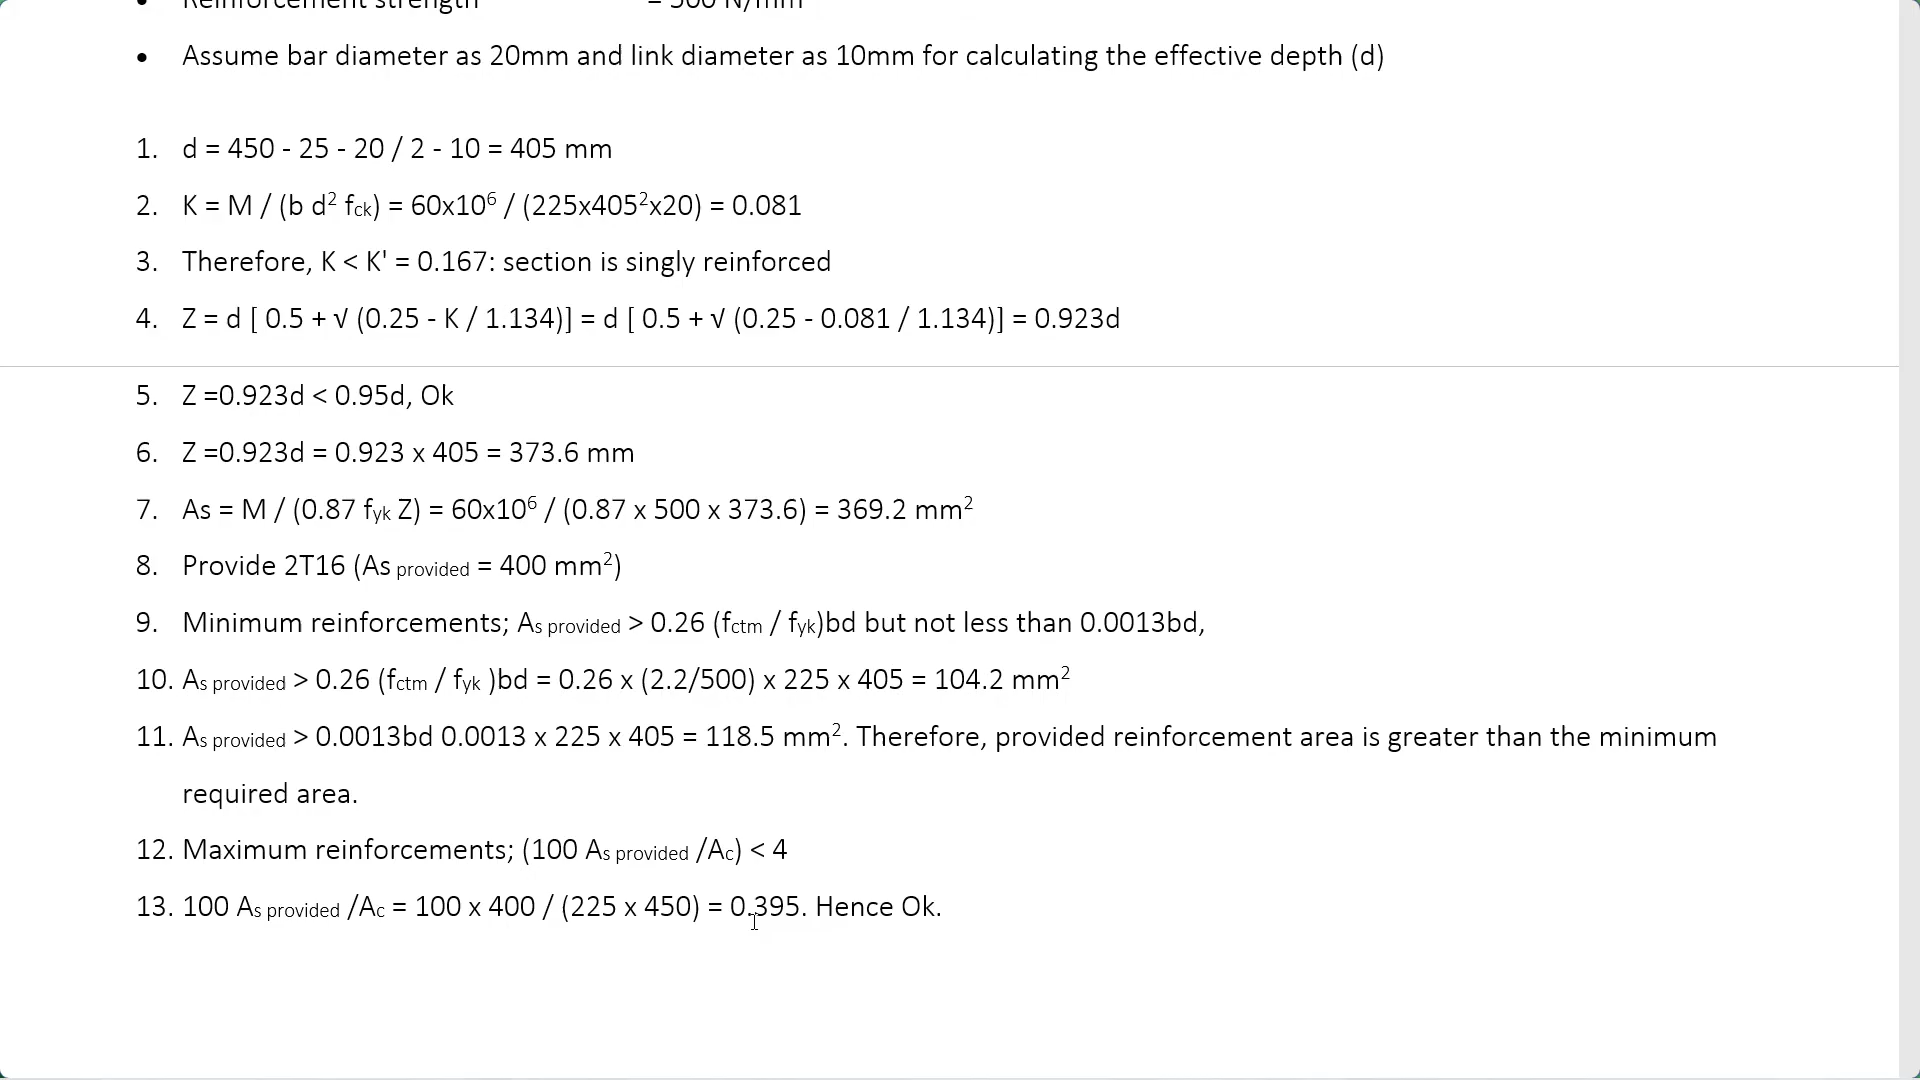 • Reinforcement strength = 500 N/mm
• Assume bar diameter as 20mm and link diameter as 10mm for calculating the effective depth (d)
1. d = 450 - 25 - 20 / 2 - 10 = 405 mm
2. K = M / (b d² fck) = 60x10⁶ / (225x405²x20) = 0.081
3. Therefore, K < K' = 0.167: section is singly reinforced
4. Z = d [ 0.5 + √ (0.25 - K / 1.134)] = d [ 0.5 + √ (0.25 - 0.081 / 1.134)] = 0.923d
5. Z =0.923d < 0.95d, Ok
6. Z =0.923d = 0.923 x 405 = 373.6 mm
7. As = M / (0.87 fyk Z) = 60x10⁶ / (0.87 x 500 x 373.6) = 369.2 mm²
8. Provide 2T16 (As provided = 400 mm²)
9. Minimum reinforcements; As provided > 0.26 (fctm / fyk)bd but not less than 0.0013bd,
10. As provided > 0.26 (fctm / fyk )bd = 0.26 x (2.2/500) x 225 x 405 = 104.2 mm²
11. As provided > 0.0013bd 0.0013 x 225 x 405 = 118.5 mm². Therefore, provided reinforcement area is greater than the minimum
required area.
12. Maximum reinforcements; (100 As provided /Ac) < 4
13. 100 As provided /Ac = 100 x 400 / (225 x 450) = 0.395. Hence Ok.